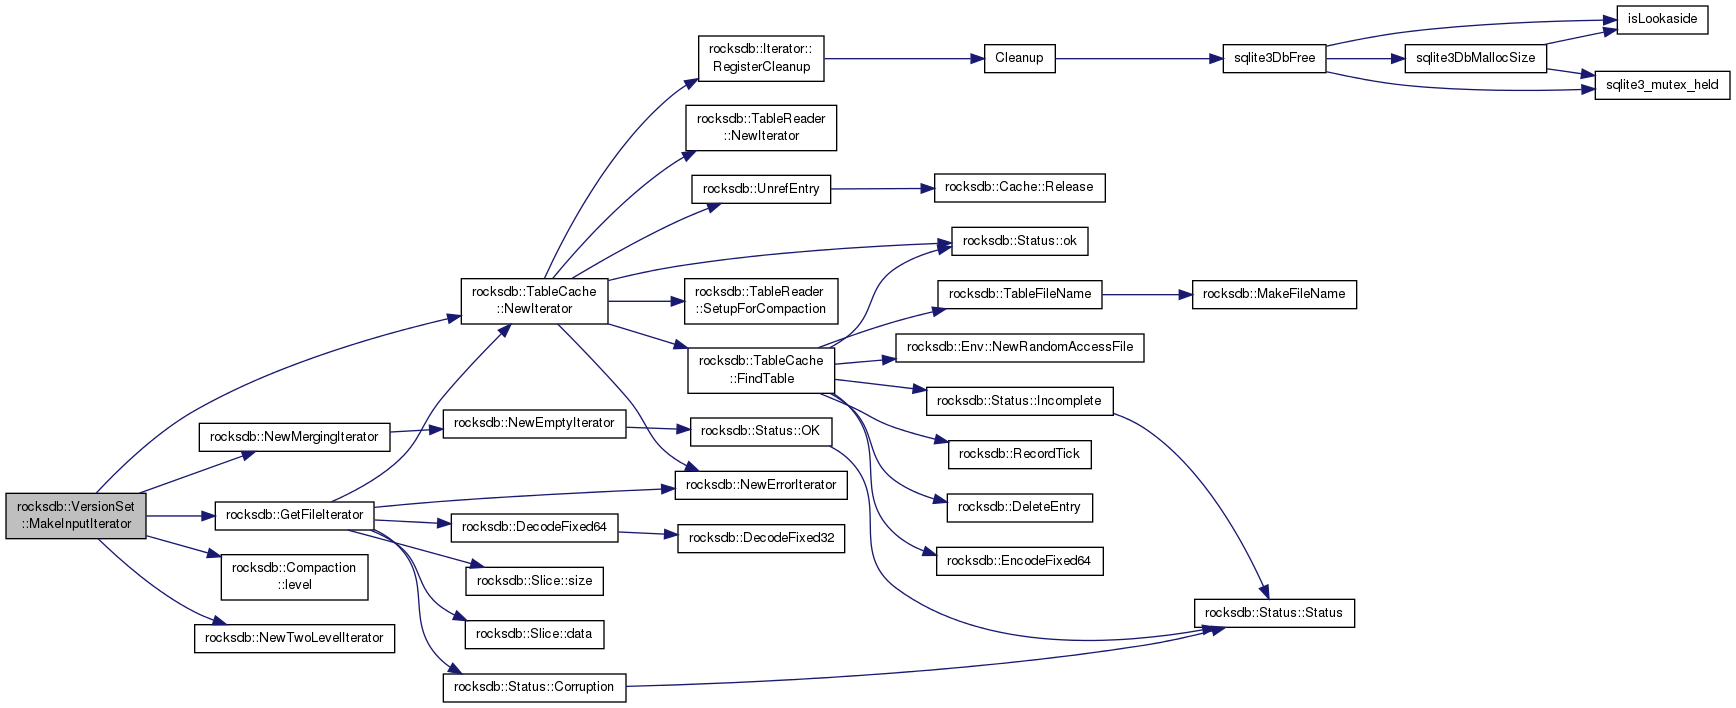 rocksdb::VersionSet
::MakeInputIterator
rocksdb::TableCache
::NewIterator
rocksdb::Iterator::
RegisterCleanup
Cleanup
sqlite3DbFree
isLookaside
sqlite3DbMallocSize
sqlite3_mutex_held
rocksdb::TableReader
::NewIterator
rocksdb::UnrefEntry
rocksdb::Cache::Release
rocksdb::Status::ok
rocksdb::TableReader
::SetupForCompaction
rocksdb::TableCache
::FindTable
rocksdb::TableFileName
rocksdb::MakeFileName
rocksdb::Env::NewRandomAccessFile
rocksdb::Status::Incomplete
rocksdb::RecordTick
rocksdb::DeleteEntry
rocksdb::EncodeFixed64
rocksdb::Status::Status
rocksdb::NewMergingIterator
rocksdb::NewEmptyIterator
rocksdb::Status::OK
rocksdb::NewErrorIterator
rocksdb::GetFileIterator
rocksdb::DecodeFixed64
rocksdb::DecodeFixed32
rocksdb::Slice::size
rocksdb::Slice::data
rocksdb::Status::Corruption
rocksdb::Compaction
::level
rocksdb::NewTwoLevelIterator